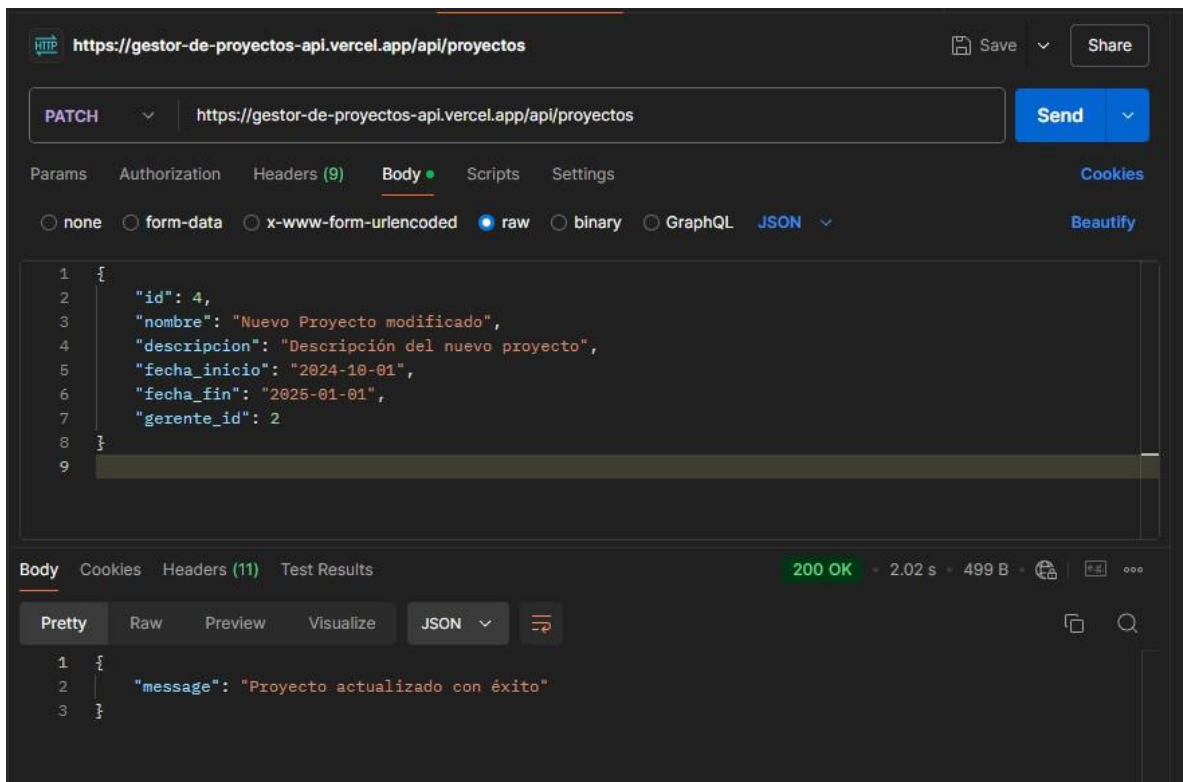 HTTP https://gestor-de-proyectos-api.vercel.app/api/proyectos Save Share
PATCH https://gestor-de-proyectos-api.vercel.app/api/proyectos Send
Params Authorization Headers (9) Body Scripts Settings Cookies
none form-data x-www-form-urlencoded raw binary GraphQL JSON Beautify
1 {
2 "id": 4,
3 "nombre": "Nuevo Proyecto modificado",
4 "descripcion": "Descripción del nuevo proyecto",
5 "fecha_inicio": "2024-10-01",
6 "fecha_fin": "2025-01-01",
7 "gerente_id": 2
8 }
9
Body Cookies Headers (11) Test Results 200 OK 2.02 s 499 B e.g.
Pretty Raw Preview Visualize JSON
1 {
2 "message": "Proyecto actualizado con éxito"
3 }